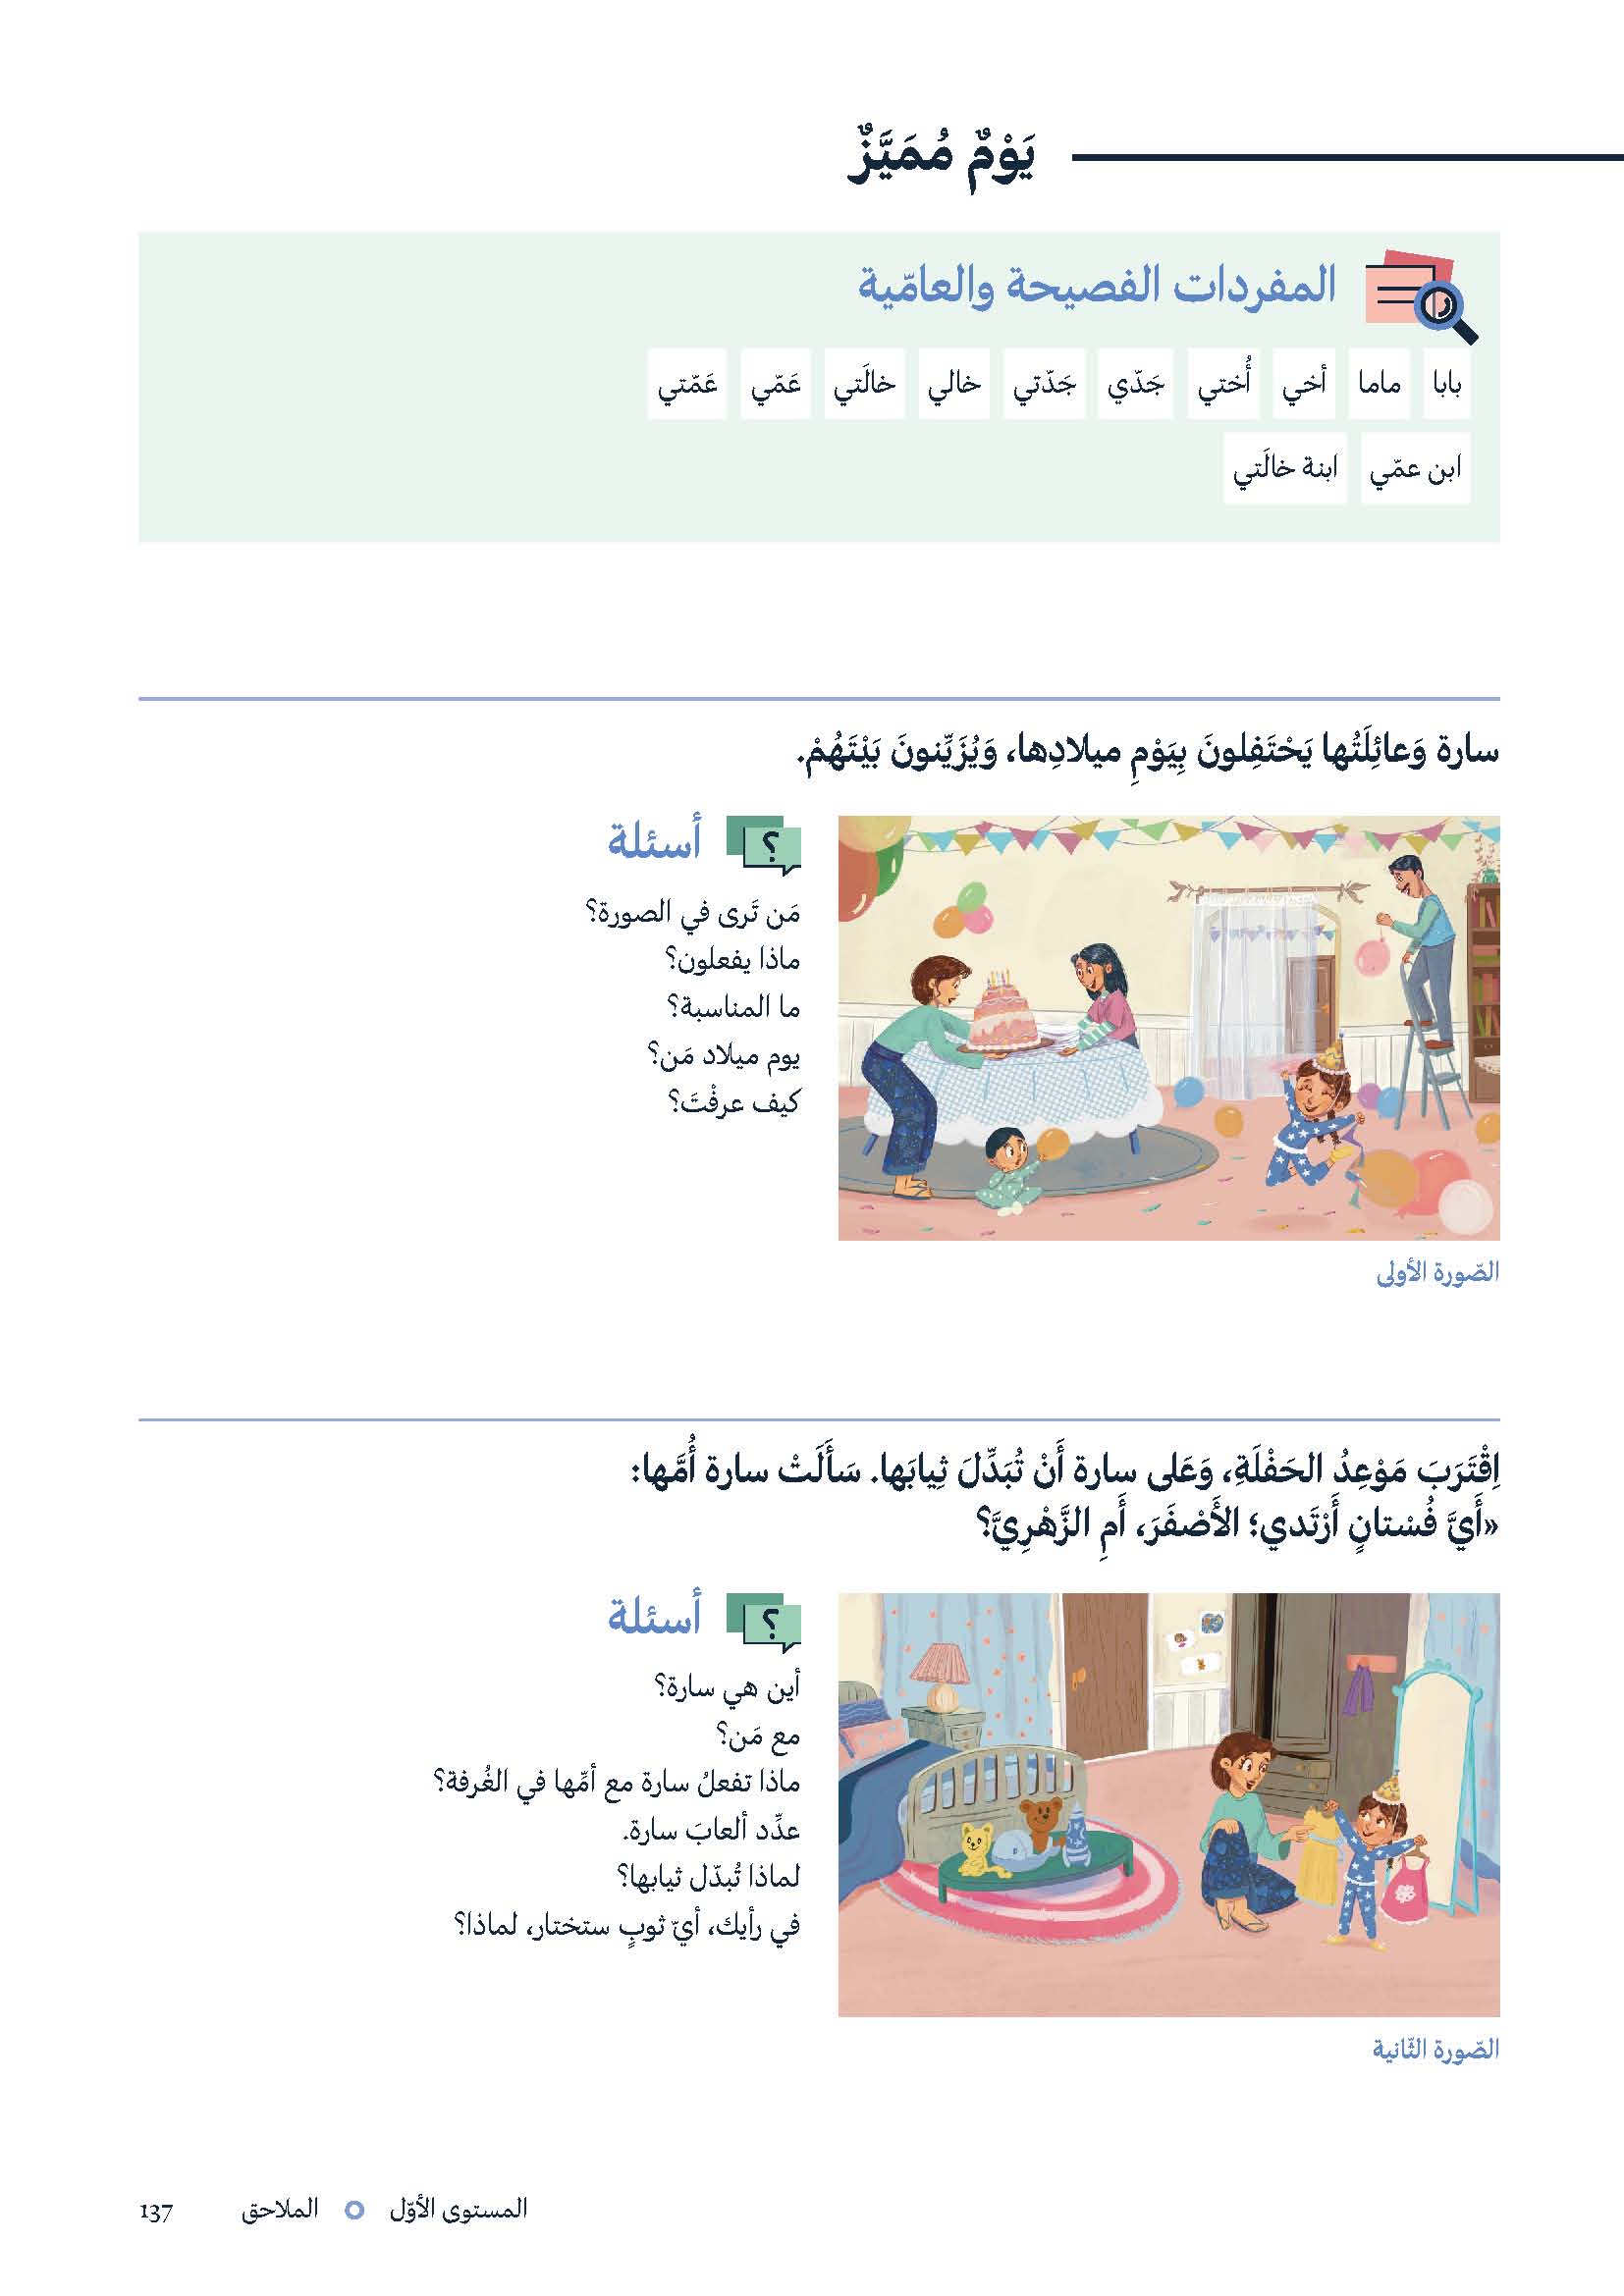 يَوْمٌ مُمَيَّزٌ
المفردات الفصيحة والعامّية
بابا ماما أخي أُختي جَدّي جَدّتي خالي خالَتي عَمّي عَمّتي
ابن عمّي ابنة خالَتي
سارة وَعائِلَتُها يَحْتَفِلونَ بِيَوْمِ ميلادِها، وَيُزَيِّنونَ بَيْتَهُمْ.
؟ أسئلة
مَن تَرى في الصورة؟
ماذا يفعلون؟
ما المناسبة؟
يوم ميلاد مَن؟
كيف عرفْتَ؟
الصّورة الأولى
اِقْتَرَبَ مَوْعِدُ الحَفْلَةِ، وَعَلى سارة أَنْ تُبَدِّلَ ثِيابَها. سَأَلَتْ سارة أُمَّها:
«أَيَّ فُسْتانٍ أَرْتَدي؛ الأَصْفَرَ، أَمِ الزَّهْرِيَّ؟
؟ أسئلة
أين هي سارة؟
مع مَن؟
ماذا تفعلُ سارة مع أمِّها في الغُرفة؟
عدِّد ألعابَ سارة.
لماذا تُبدّل ثيابها؟
في رأيك، أيّ ثوبٍ ستختار، لماذا؟
الصّورة الثّانية
المستوى الأوّل الملاحق 137